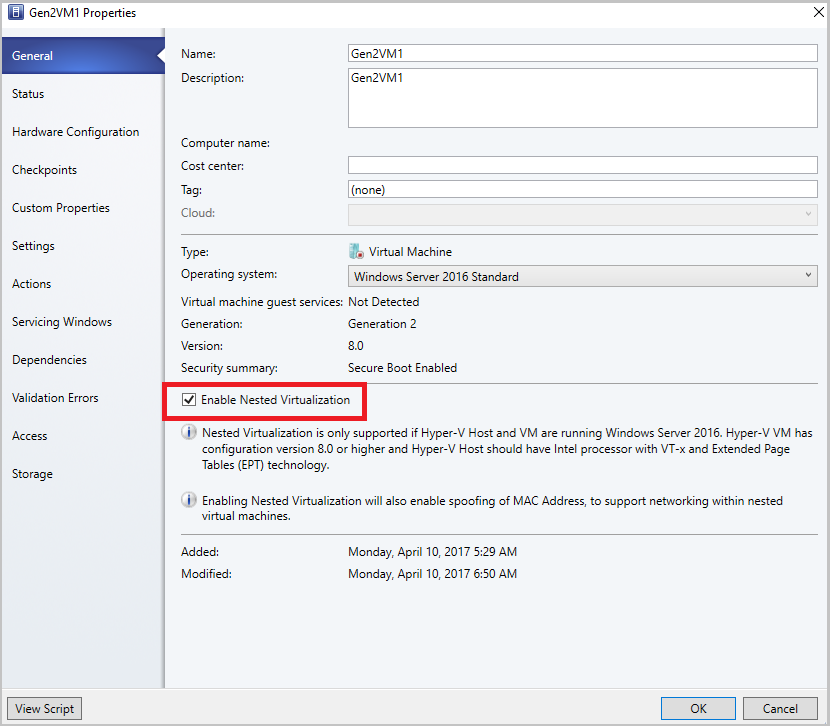 Gen2VM1 Properties
General
Status
Hardware Configuration
Checkpoints
Custom Properties
Settings
Actions
Servicing Windows
Dependencies
Validation Errors
Access
Storage
Name: Gen2VM1
Description: Gen2VM1
Computer name:
Cost center:
Tag: (none)
Cloud:
Type: Virtual Machine
Operating system: Windows Server 2016 Standard
Virtual machine guest services: Not Detected
Generation: Generation 2
Version: 8.0
Security summary: Secure Boot Enabled
Enable Nested Virtualization
Nested Virtualization is only supported if Hyper-V Host and VM are running Windows Server 2016. Hyper-V VM has
configuration version 8.0 or higher and Hyper-V Host should have Intel processor with VT-x and Extended Page
Tables (EPT) technology.
Enabling Nested Virtualization will also enable spoofing of MAC Address, to support networking within nested
virtual machines.
Added: Monday, April 10, 2017 5:29 AM
Modified: Monday, April 10, 2017 6:50 AM
View Script
OK
Cancel